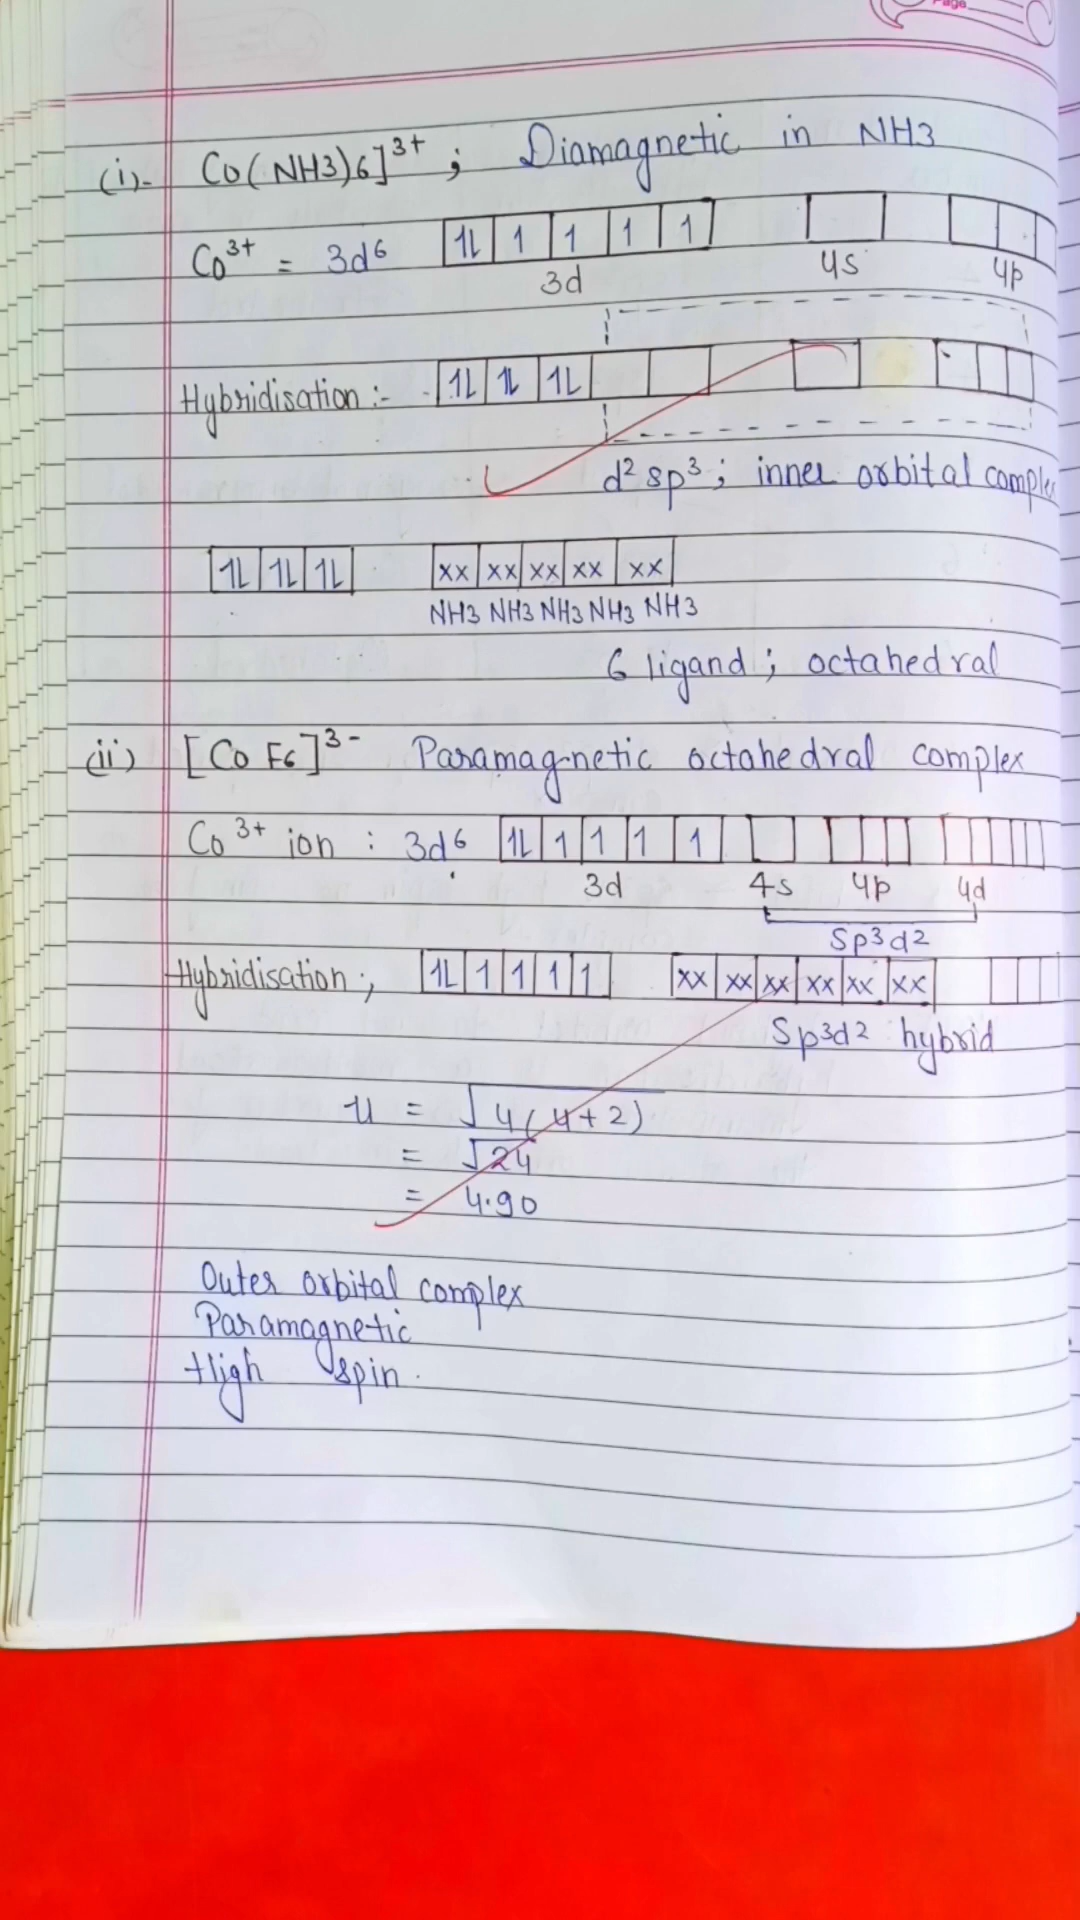 Page
(i)- Co(NH3)6]³⁺ ; Diamagnetic in NH3
Co³⁺ = 3d⁶ 1L 1 1 1 1
3d 4s 4p
Hybridisation :- 1L 1L 1L
d²sp³ ; inner orbital complex
1L 1L 1L xx xx xx xx xx
NH3 NH3 NH3 NH3 NH3
6 ligand ; octahedral
(ii) [CoF6]³⁻ Paramagnetic octahedral complex
Co³⁺ ion : 3d⁶ 1L 1 1 1 1
3d 4s 4p 4d
Sp³d²
Hybridisation ; 1L 1 1 1 1 xx xx xx xx xx xx
Sp³d² hybrid
u = √4(4+2)
= √24
= 4.90
Outer orbital complex
Paramagnetic
High spin.